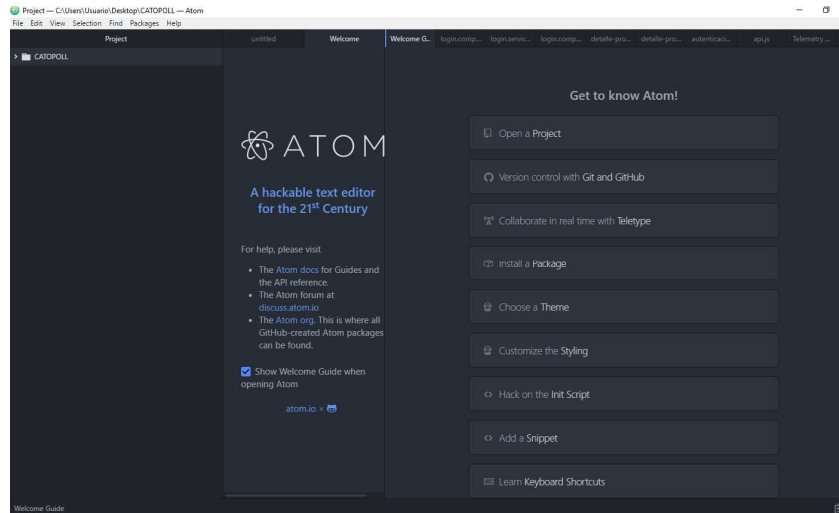 Project — C:\Users\Usuario\Desktop\CATOPOLL — Atom
File Edit View Selection Find Packages Help
Project
untitled
Welcome
Welcome G...
login.comp...
login.servic...
login.comp...
detalle-pro...
detalle-pro...
autenticaci...
api.js
Telemetry ...
CATOPOLL
ATOM
A hackable text editor
for the 21st Century
For help, please visit
• The Atom docs for Guides and
the API reference.
• The Atom forum at
discuss.atom.io
• The Atom org. This is where all
GitHub-created Atom packages
can be found.
Show Welcome Guide when
opening Atom
atom.io ×
Get to know Atom!
Open a Project
Version control with Git and GitHub
Collaborate in real time with Teletype
Install a Package
Choose a Theme
Customize the Styling
Hack on the Init Script
Add a Snippet
Learn Keyboard Shortcuts
Welcome Guide